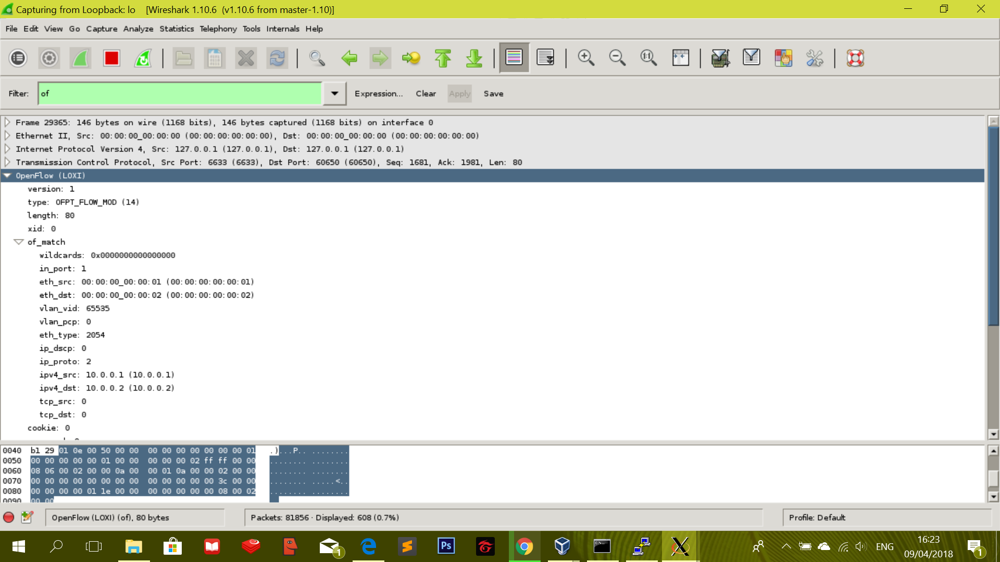 Capturing from Loopback: lo [Wireshark 1.10.6 (v1.10.6 from master-1.10)]
File Edit View Go Capture Analyze Statistics Telephony Tools Internals Help
Filter: of Expression... Clear Apply Save
Frame 29365: 146 bytes on wire (1168 bits), 146 bytes captured (1168 bits) on interface 0
Ethernet II, Src: 00:00:00_00:00:00 (00:00:00:00:00:00), Dst: 00:00:00_00:00:00 (00:00:00:00:00:00)
Internet Protocol Version 4, Src: 127.0.0.1 (127.0.0.1), Dst: 127.0.0.1 (127.0.0.1)
Transmission Control Protocol, Src Port: 6633 (6633), Dst Port: 60650 (60650), Seq: 1681, Ack: 1981, Len: 80
OpenFlow (LOXI)
version: 1
type: OFPT_FLOW_MOD (14)
length: 80
xid: 0
of_match
wildcards: 0x0000000000000000
in_port: 1
eth_src: 00:00:00_00:00:01 (00:00:00:00:00:01)
eth_dst: 00:00:00_00:00:02 (00:00:00:00:00:02)
vlan_vid: 65535
vlan_pcp: 0
eth_type: 2054
ip_dscp: 0
ip_proto: 2
ipv4_src: 10.0.0.1 (10.0.0.1)
ipv4_dst: 10.0.0.2 (10.0.0.2)
tcp_src: 0
tcp_dst: 0
cookie: 0
0040 b1 29 01 0e 00 50 00 00 00 00 00 00 00 00 00 01 .)...P.. ........
0050 00 00 00 00 00 01 00 00 00 00 00 02 ff ff 00 00 ........ ........
0060 08 06 00 02 00 00 0a 00 00 01 0a 00 00 02 00 00 ........ ........
0070 00 00 00 00 00 00 00 00 00 00 00 00 00 3c 00 00 ........ .....<..
0080 00 00 00 00 01 1e 00 00 00 00 00 00 00 08 00 02 ........ ........
0090 00 00
OpenFlow (LOXI) (of), 80 bytes Packets: 81856 · Displayed: 608 (0.7%) Profile: Default
1 Ps ENG 16:23 1
09/04/2018